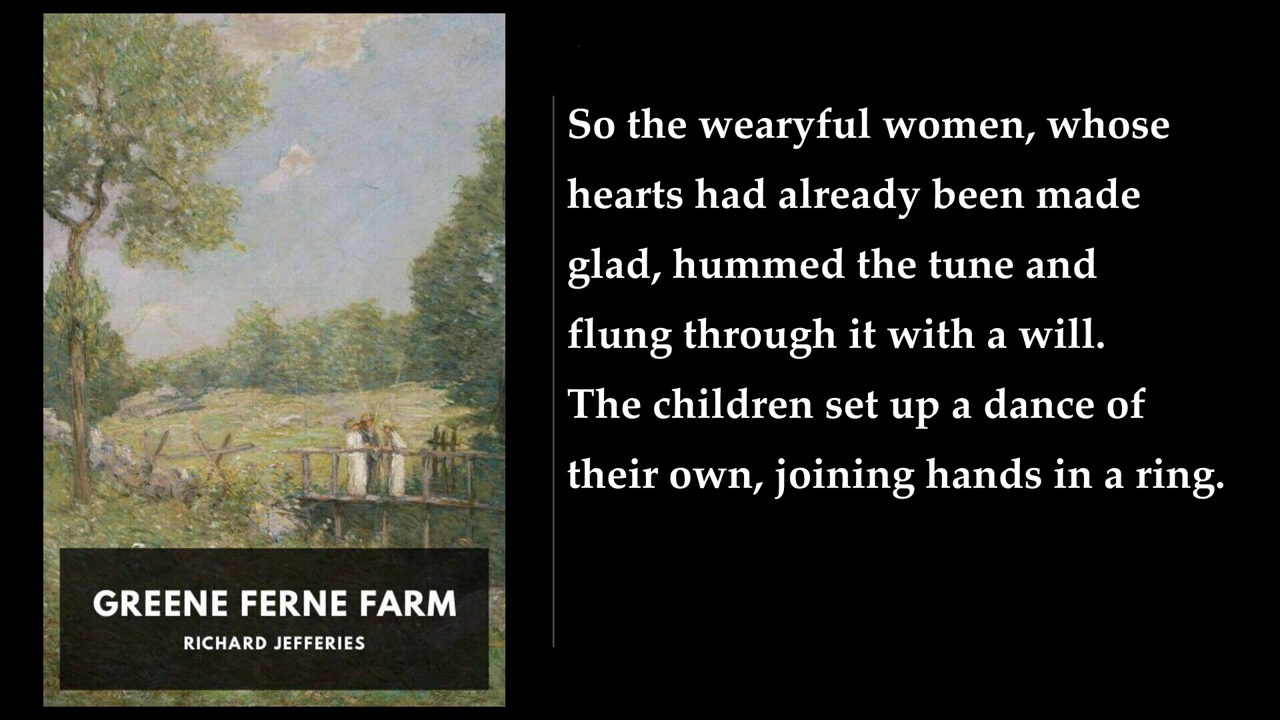 So the wearyful women, whose
hearts had already been made
glad, hummed the tune and
flung through it with a will.
The children set up a dance of
their own, joining hands in a ring.
GREENE FERNE FARM
RICHARD JEFFERIES